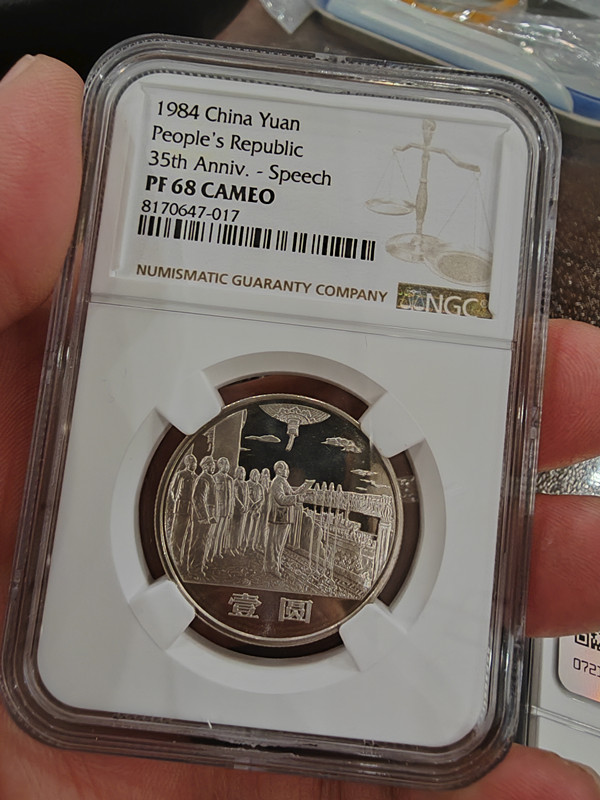 1984 China Yuan
People's Republic
35th Anniv. - Speech
PF 68 CAMEO
8170647-017
NUMISMATIC GUARANTY COMPANY
NGC
壹圆